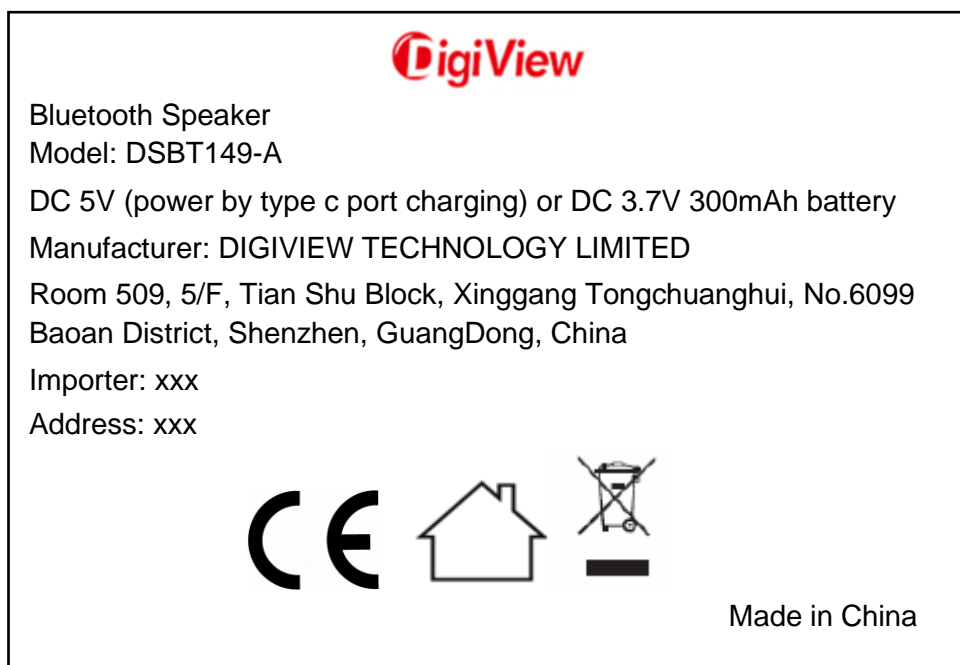 DigiView
Bluetooth Speaker
Model: DSBT149-A
DC 5V (power by type c port charging) or DC 3.7V 300mAh battery
Manufacturer: DIGIVIEW TECHNOLOGY LIMITED
Room 509, 5/F, Tian Shu Block, Xinggang Tongchuanghui, No.6099
Baoan District, Shenzhen, GuangDong, China
Importer: xxx
Address: xxx
CE
Made in China